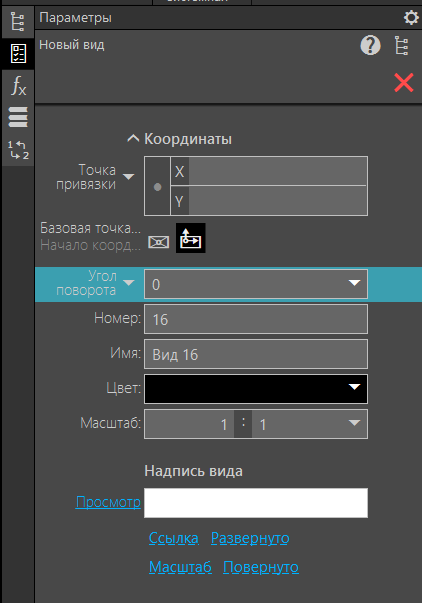 Параметры
Новый вид
Координаты
Точка привязки
X
Y
Базовая точка...
Начало коорд...
Угол поворота
0
Номер:
16
Имя:
Вид 16
Цвет:
Масштаб:
1 : 1
Надпись вида
Просмотр
Ссылка Развернуто
Масштаб Повернуто